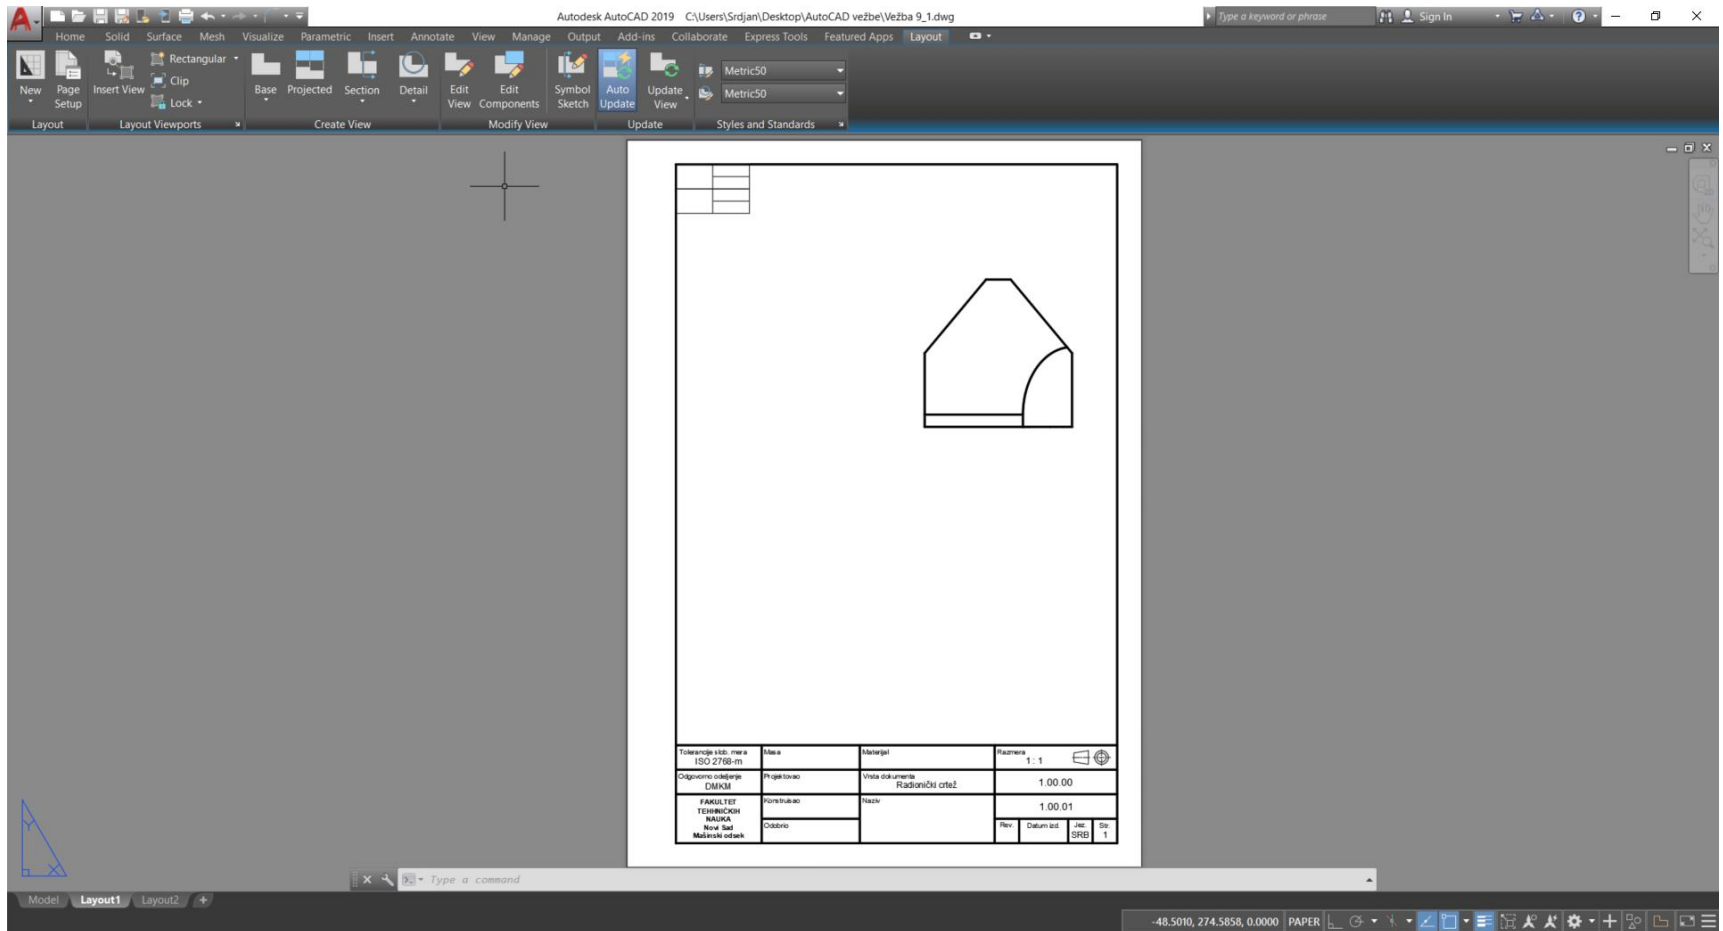 Autodesk AutoCAD 2019 C:\Users\Srdjan\Desktop\AutoCAD vežbe\Vežba 9_1.dwg
Type a keyword or phrase
Sign In
Home Solid Surface Mesh Visualize Parametric Insert Annotate View Manage Output Add-ins Collaborate Express Tools Featured Apps Layout
New
Page Setup
Insert View
Rectangular
Clip
Lock
Base
Projected
Section
Detail
Edit View
Edit Components
Symbol Sketch
Auto Update
Update View
Metric50
Metric50
Layout Layout Viewports Create View Modify View Update Styles and Standards
Tolerancije slob. mera
ISO 2768-m
Masa
Materijal
Razmera
1 : 1
Odgovorno odeljenje
DMKM
Projektovao
Vrsta dokumenta
Radionički crtež
1.00.00
FAKULTET
TEHNIČKIH
NAUKA
Novi Sad
Mašinski odsek
Konstruisao
Naziv
1.00.01
Odobrio
Rev.
Datum izd.
Jez.
SRB
Str.
1
Y
X
Type a command
Model Layout1 Layout2 +
-48.5010, 274.5858, 0.0000 PAPER